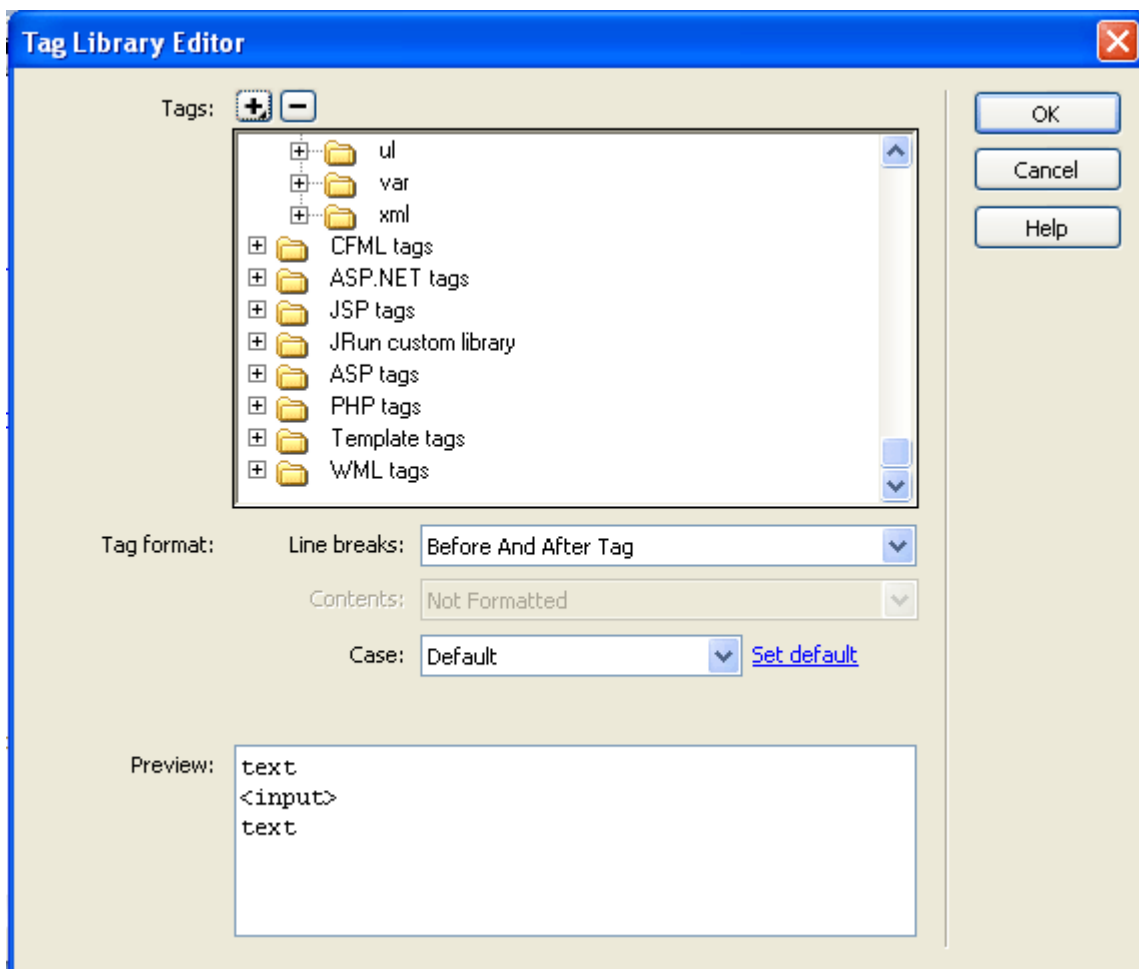 Tag Library Editor
Tags:
OK
Cancel
Help
ul
var
xml
CFML tags
ASP.NET tags
JSP tags
JRun custom library
ASP tags
PHP tags
Template tags
WML tags
Tag format: Line breaks: Before And After Tag
Contents: Not Formatted
Case: Default Set default
Preview: text
<input>
text